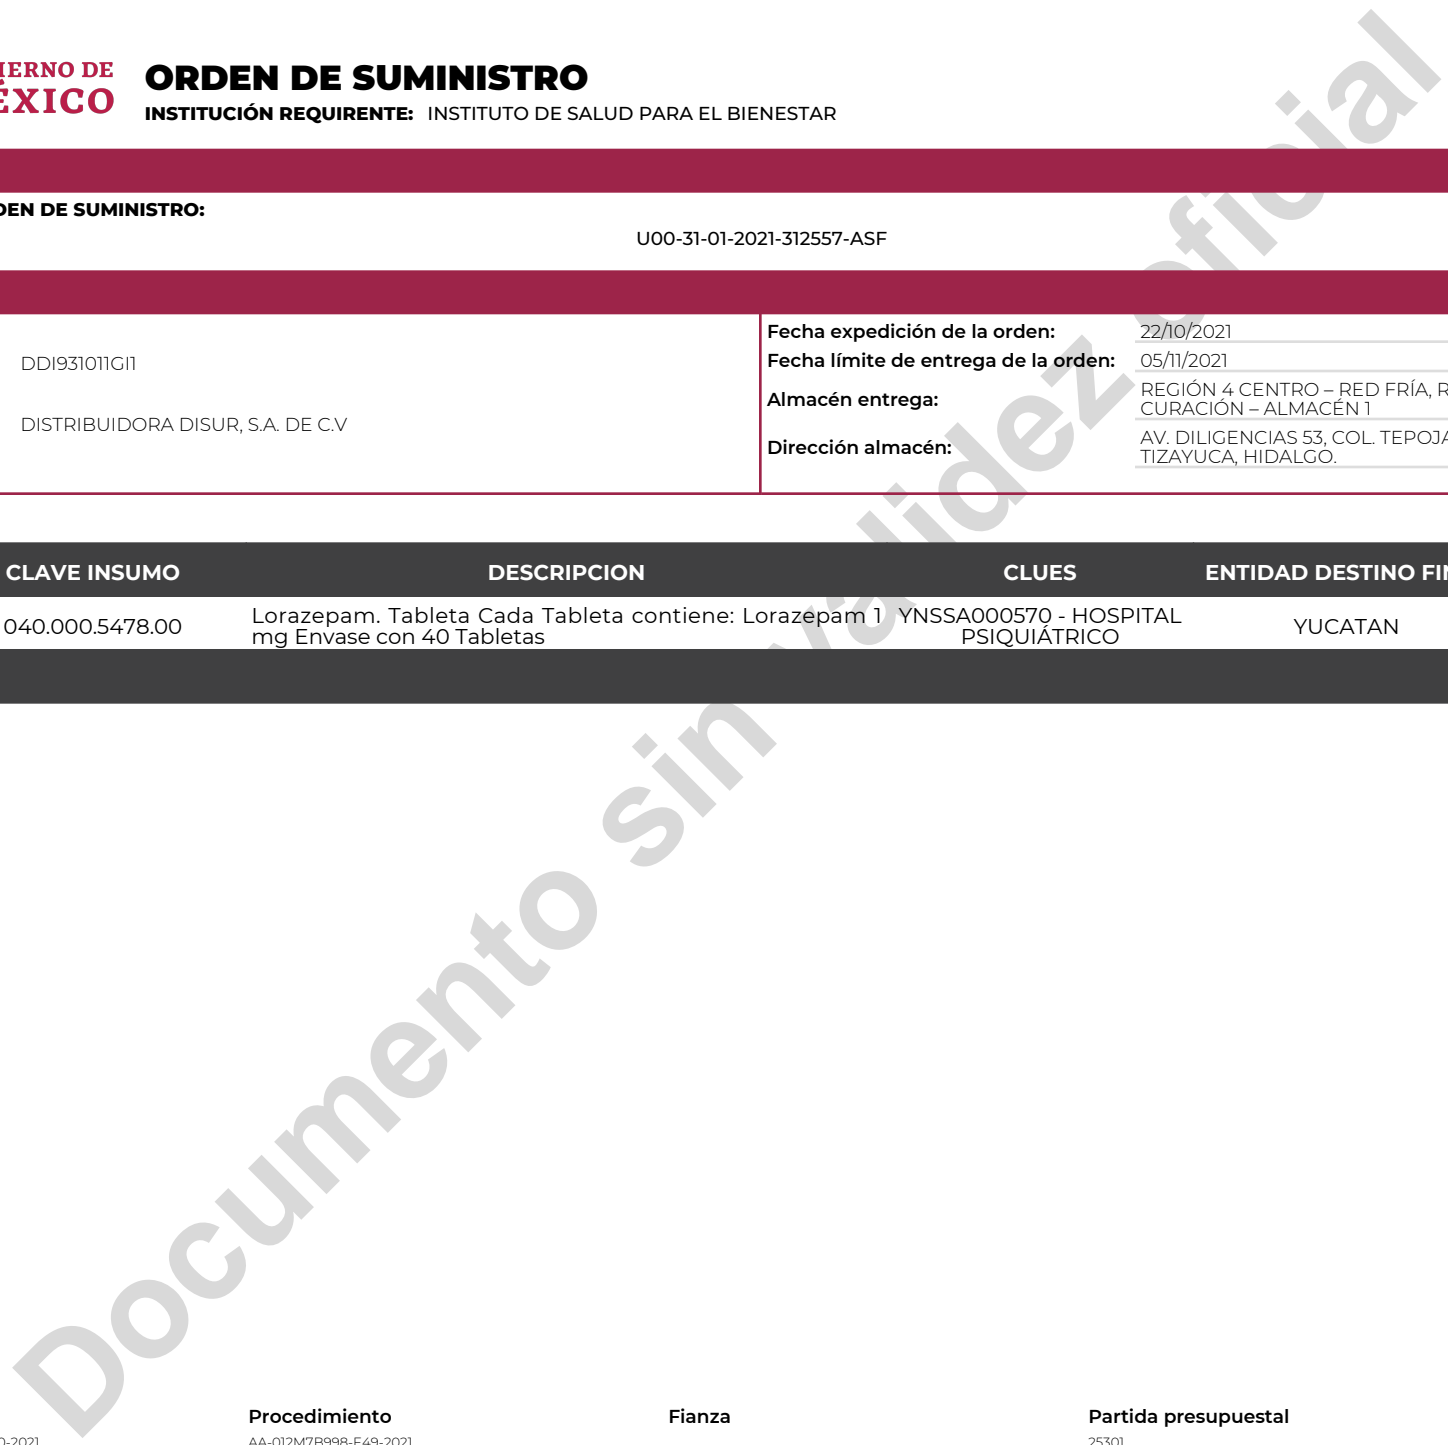 ORDEN DE SUMINISTRO
INSTITUCIÓN REQUIRENTE: INSTITUTO DE SALUD PARA EL BIENESTAR
DE
MÉXICO
DE SUMINISTRO:
U00-31-01-2021-312557-ASF
DDI931011GI1
DISTRIBUIDORA DISUR, S.A. DE C.V
Fecha expedición de la orden: 22/10/2021
Fecha límite de entrega de la orden: 05/11/2021
Almacén entrega: REGIÓN 4 CENTRO – RED FRÍA,
CURACIÓN – ALMACÉN 1
Dirección almacén: AV. DILIGENCIAS 53, COL.
TIZAYUCA, HIDALGO.
CLAVE INSUMO DESCRIPCION CLUES ENTIDAD DESTINO
040.000.5478.00 Lorazepam. Tableta Cada Tableta contiene: Lorazepam 1 YNSSA000570 - HOSPITAL YUCATAN
mg Envase con 40 Tabletas PSIQUIÁTRICO
Documento sin validez oficial
Procedimiento Fianza Partida presupuestal
AA-012M7B998-E49-2021 25301